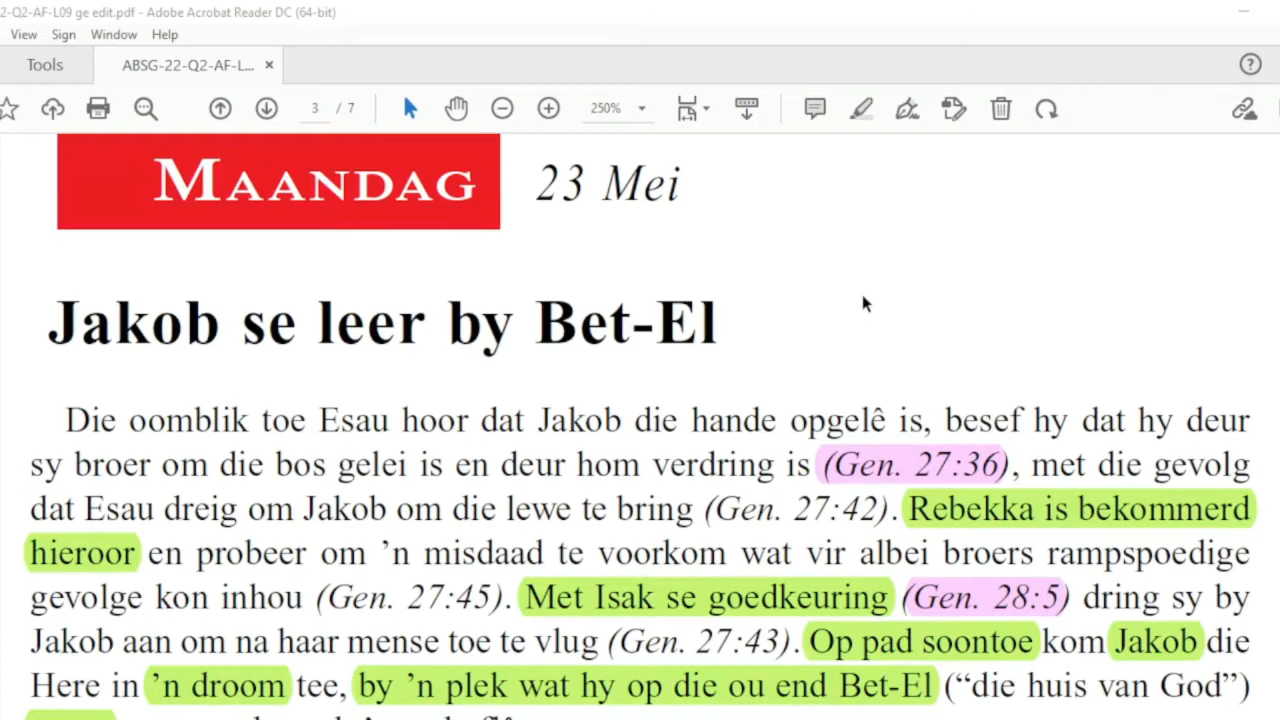 2-Q2-AF-L09 ge edit.pdf - Adobe Acrobat Reader DC (64-bit)
View Sign Window Help
Tools ABSG-22-Q2-AF-L... ×
3 / 7 250%
MAANDAG 23 Mei
Jakob se leer by Bet-El
Die oomblik toe Esau hoor dat Jakob die hande opgelê is, besef hy dat hy deur
sy broer om die bos gelei is en deur hom verdring is (Gen. 27:36), met die gevolg
dat Esau dreig om Jakob om die lewe te bring (Gen. 27:42). Rebekka is bekommerd
hieroor en probeer om ’n misdaad te voorkom wat vir albei broers rampspoedige
gevolge kon inhou (Gen. 27:45). Met Isak se goedkeuring (Gen. 28:5) dring sy by
Jakob aan om na haar mense toe te vlug (Gen. 27:43). Op pad soontoe kom Jakob die
Here in ’n droom tee, by ’n plek wat hy op die ou end Bet-El (“die huis van God”)